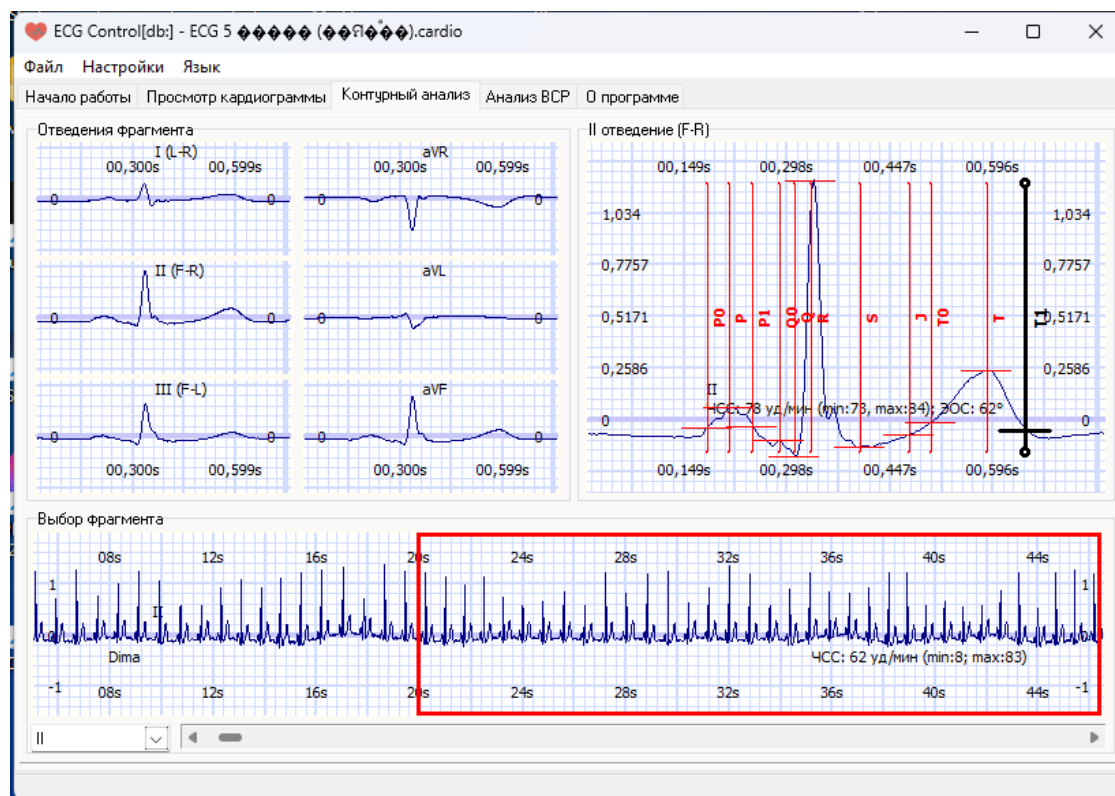 ECG Control[db:] - ECG 5 ����� (��ជ���).cardio
Файл Настройки Язык
Начало работы Просмотр кардиограммы Контурный анализ Анализ ВСР О программе
Отведения фрагмента
I (L-R)
00,300s 00,599s
0 0
aVR
00,300s 00,599s
0 0
II (F-R)
0 0
aVL
0 0
III (F-L)
0 0
00,300s 00,599s
aVF
0 0
00,300s 00,599s
II отведение (F-R)
00,149s 00,298s 00,447s 00,596s
1,034 1,034
0,7757 0,7757
0,5171 P0 P P1 Q0 Q R S J T0 T T1 0,5171
0,2586 0,2586
II
ЧСС: 78 уд/мин (min:73, max:84); ЭОС: 62°
0 0
00,149s 00,298s 00,447s 00,596s
Выбор фрагмента
08s 12s 16s 20s 24s 28s 32s 36s 40s 44s
1 1
II
0 0
Dima ЧСС: 62 уд/мин (min:8; max:83)
-1 -1
08s 12s 16s 20s 24s 28s 32s 36s 40s 44s
II